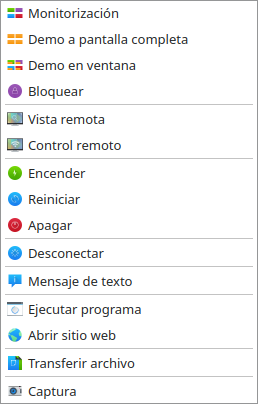 Monitorización
Demo a pantalla completa
Demo en ventana
Bloquear
Vista remota
Control remoto
Encender
Reiniciar
Apagar
Desconectar
Mensaje de texto
Ejecutar programa
Abrir sitio web
Transferir archivo
Captura